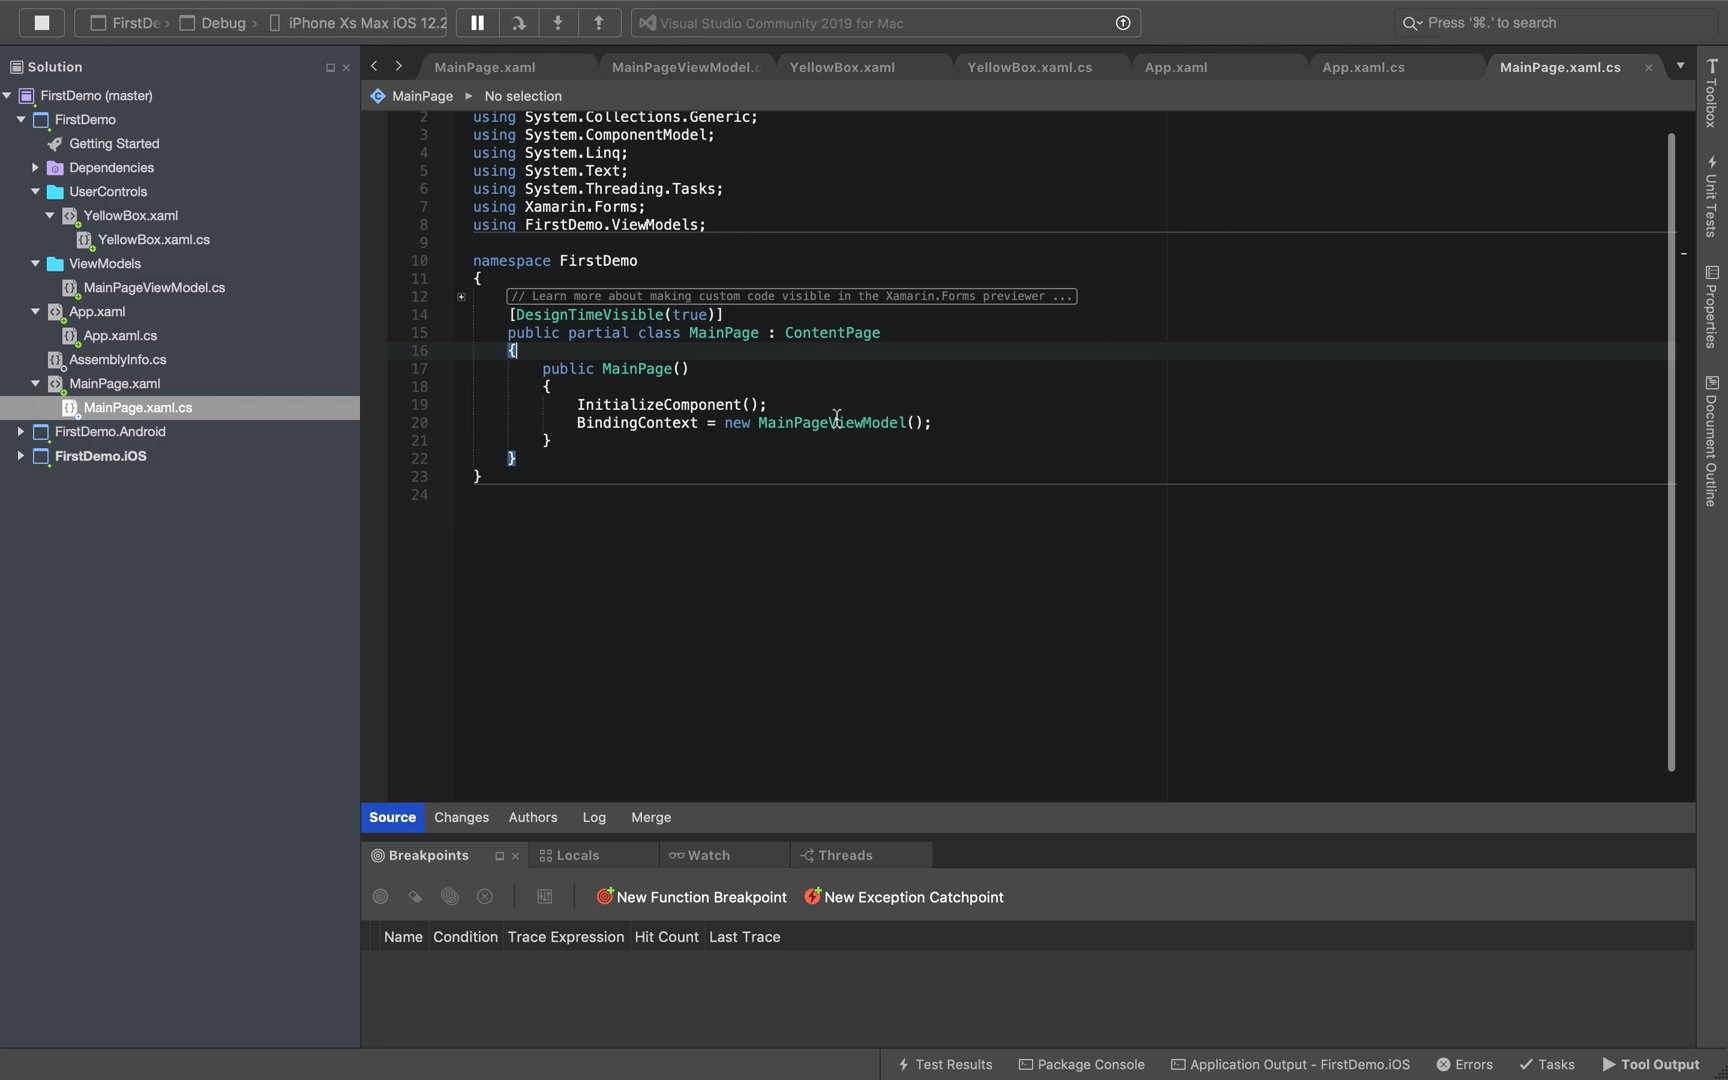 FirstDe › Debug › iPhone Xs Max iOS 12.2
Visual Studio Community 2019 for Mac
Press '⌘.' to search
Solution
FirstDemo (master)
FirstDemo
Getting Started
Dependencies
UserControls
YellowBox.xaml
YellowBox.xaml.cs
ViewModels
MainPageViewModel.cs
App.xaml
App.xaml.cs
AssemblyInfo.cs
MainPage.xaml
MainPage.xaml.cs
FirstDemo.Android
FirstDemo.iOS
MainPage.xaml
MainPageViewModel.c
YellowBox.xaml
YellowBox.xaml.cs
App.xaml
App.xaml.cs
MainPage.xaml.cs
MainPage ▸ No selection
2 using System.Collections.Generic;
3 using System.ComponentModel;
4 using System.Linq;
5 using System.Text;
6 using System.Threading.Tasks;
7 using Xamarin.Forms;
8 using FirstDemo.ViewModels;
9
10 namespace FirstDemo
11 {
12 // Learn more about making custom code visible in the Xamarin.Forms previewer ...
14 [DesignTimeVisible(true)]
15 public partial class MainPage : ContentPage
16 {
17 public MainPage()
18 {
19 InitializeComponent();
20 BindingContext = new MainPageViewModel();
21 }
22 }
23 }
24
Toolbox
Unit Tests
Properties
Document Outline
Source Changes Authors Log Merge
Breakpoints
Locals
Watch
Threads
New Function Breakpoint
New Exception Catchpoint
Name Condition Trace Expression Hit Count Last Trace
Test Results
Package Console
Application Output - FirstDemo.iOS
Errors
Tasks
Tool Output